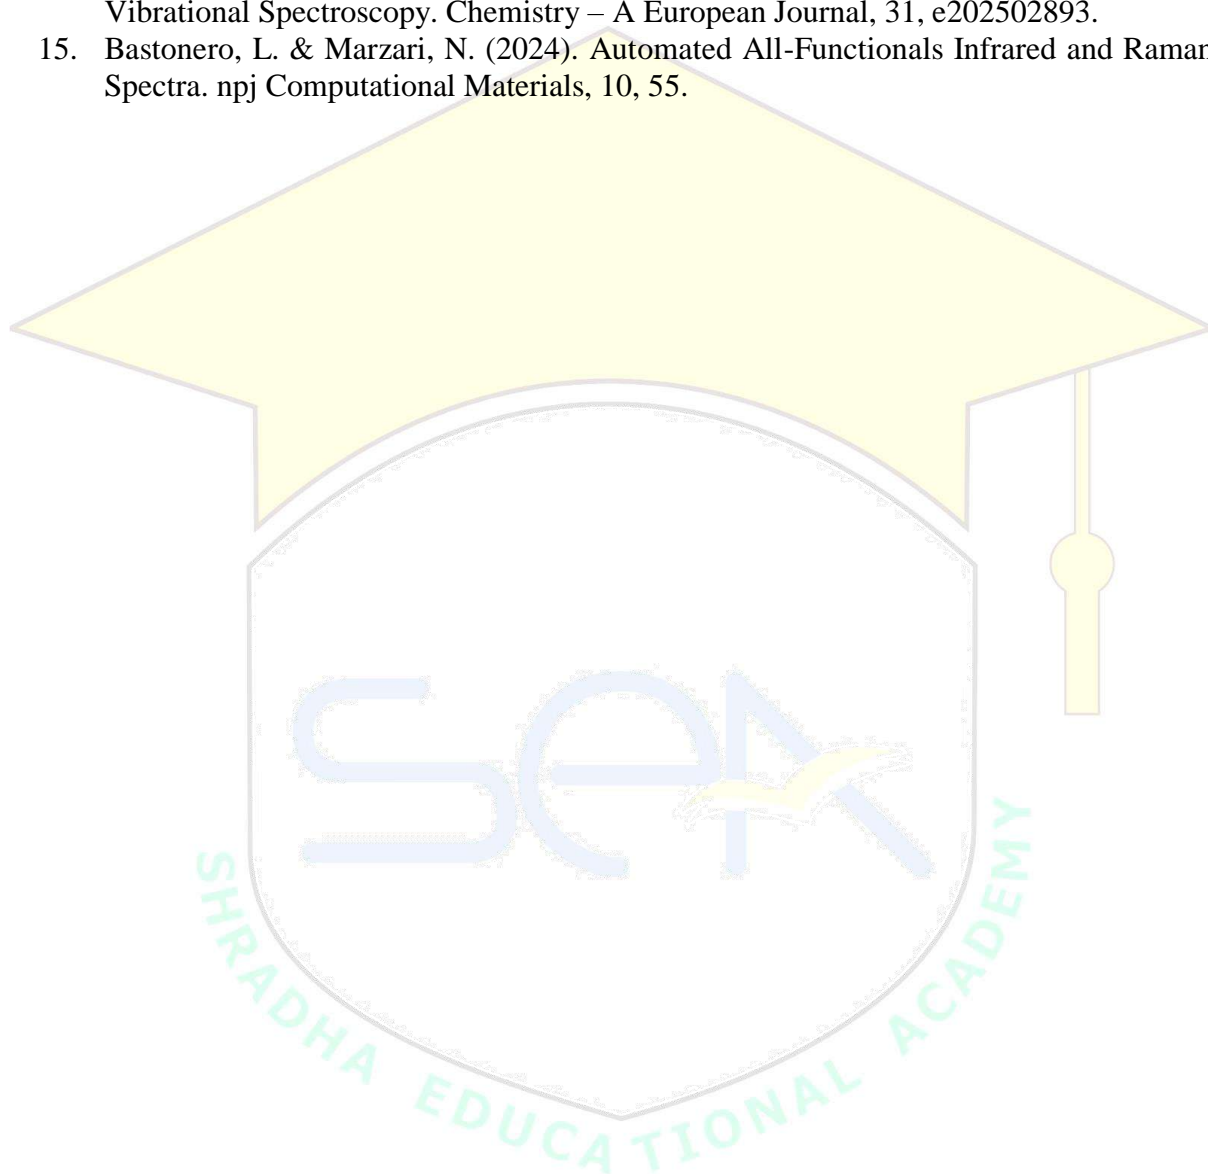 Vibrational Spectroscopy. Chemistry – A European Journal, 31, e202502893.
15. Bastonero, L. & Marzari, N. (2024). Automated All-Functionals Infrared and Raman
Spectra. npj Computational Materials, 10, 55.
SEA
SHRADHA EDUCATIONAL ACADEMY